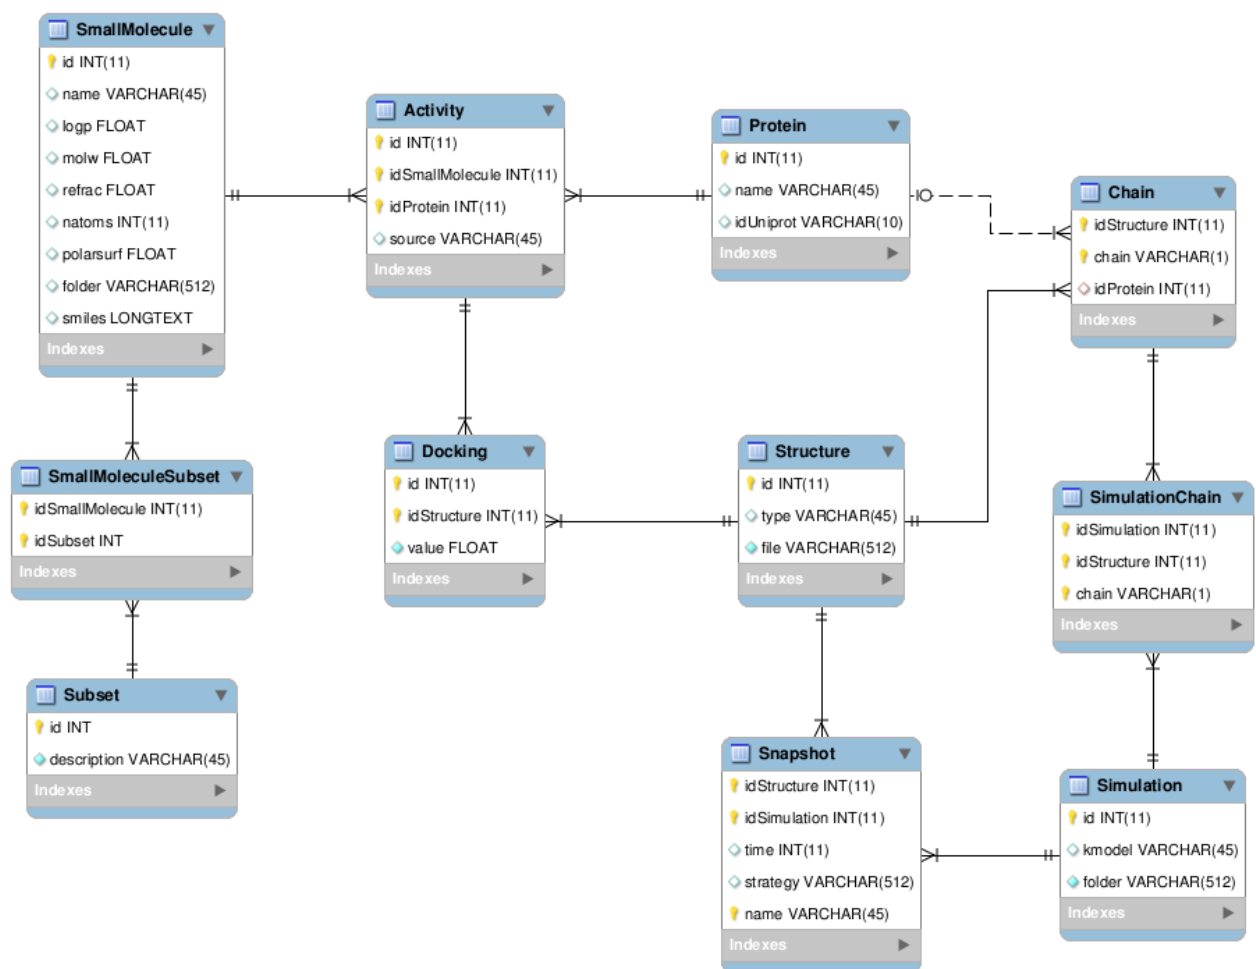 SmallMolecule
id INT(11)
name VARCHAR(45)
logp FLOAT
molw FLOAT
refrac FLOAT
natoms INT(11)
polarsurf FLOAT
folder VARCHAR(512)
smiles LONGTEXT
Indexes
Activity
id INT(11)
idSmallMolecule INT(11)
idProtein INT(11)
source VARCHAR(45)
Indexes
Protein
id INT(11)
name VARCHAR(45)
idUniprot VARCHAR(10)
Indexes
Chain
idStructure INT(11)
chain VARCHAR(1)
idProtein INT(11)
Indexes
SmallMoleculeSubset
idSmallMolecule INT(11)
idSubset INT
Indexes
Docking
id INT(11)
idStructure INT(11)
value FLOAT
Indexes
Structure
id INT(11)
type VARCHAR(45)
file VARCHAR(512)
Indexes
SimulationChain
idSimulation INT(11)
idStructure INT(11)
chain VARCHAR(1)
Indexes
Subset
id INT
description VARCHAR(45)
Indexes
Snapshot
idStructure INT(11)
idSimulation INT(11)
time INT(11)
strategy VARCHAR(512)
name VARCHAR(45)
Indexes
Simulation
id INT(11)
kmodel VARCHAR(45)
folder VARCHAR(512)
Indexes